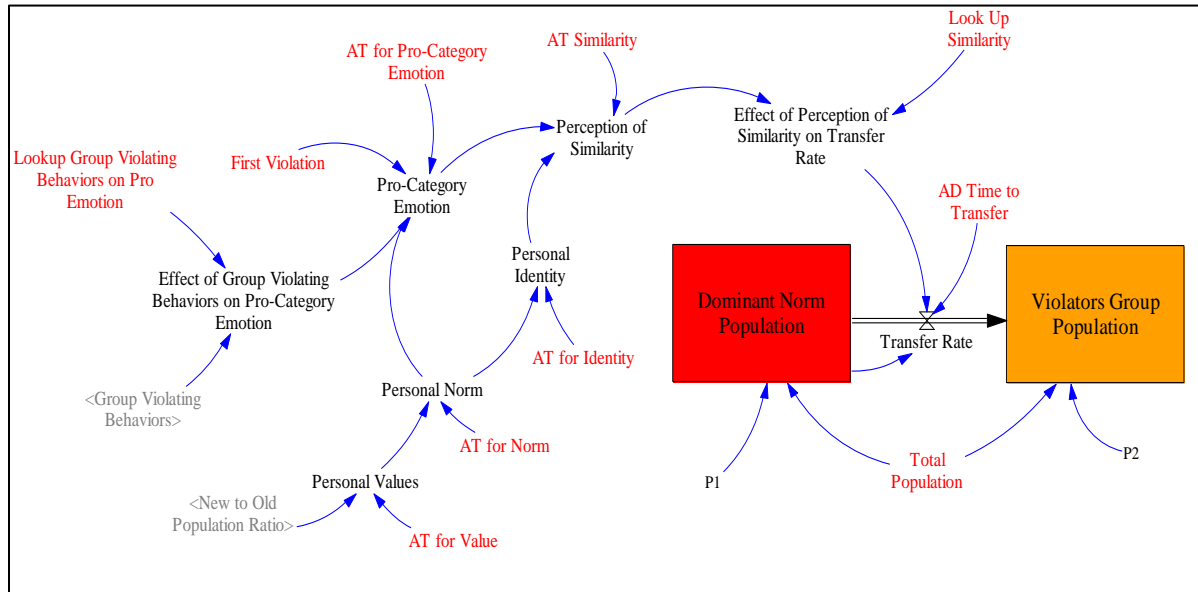 AT Similarity
Look Up
Similarity
AT for Pro-Category
Emotion
Effect of Perception of
Similarity on Transfer
Rate
Perception of
Similarity
Lookup Group Violating
Behaviors on Pro
Emotion
First Violation
Pro-Category
Emotion
AD Time to
Transfer
Personal
Identity
Effect of Group Violating
Behaviors on Pro-Category
Emotion
Dominant Norm
Population
Violators Group
Population
Transfer Rate
AT for Identity
Personal Norm
<Group Violating
Behaviors>
AT for Norm
Total
Population
P1
P2
Personal Values
<New to Old
Population Ratio>
AT for Value